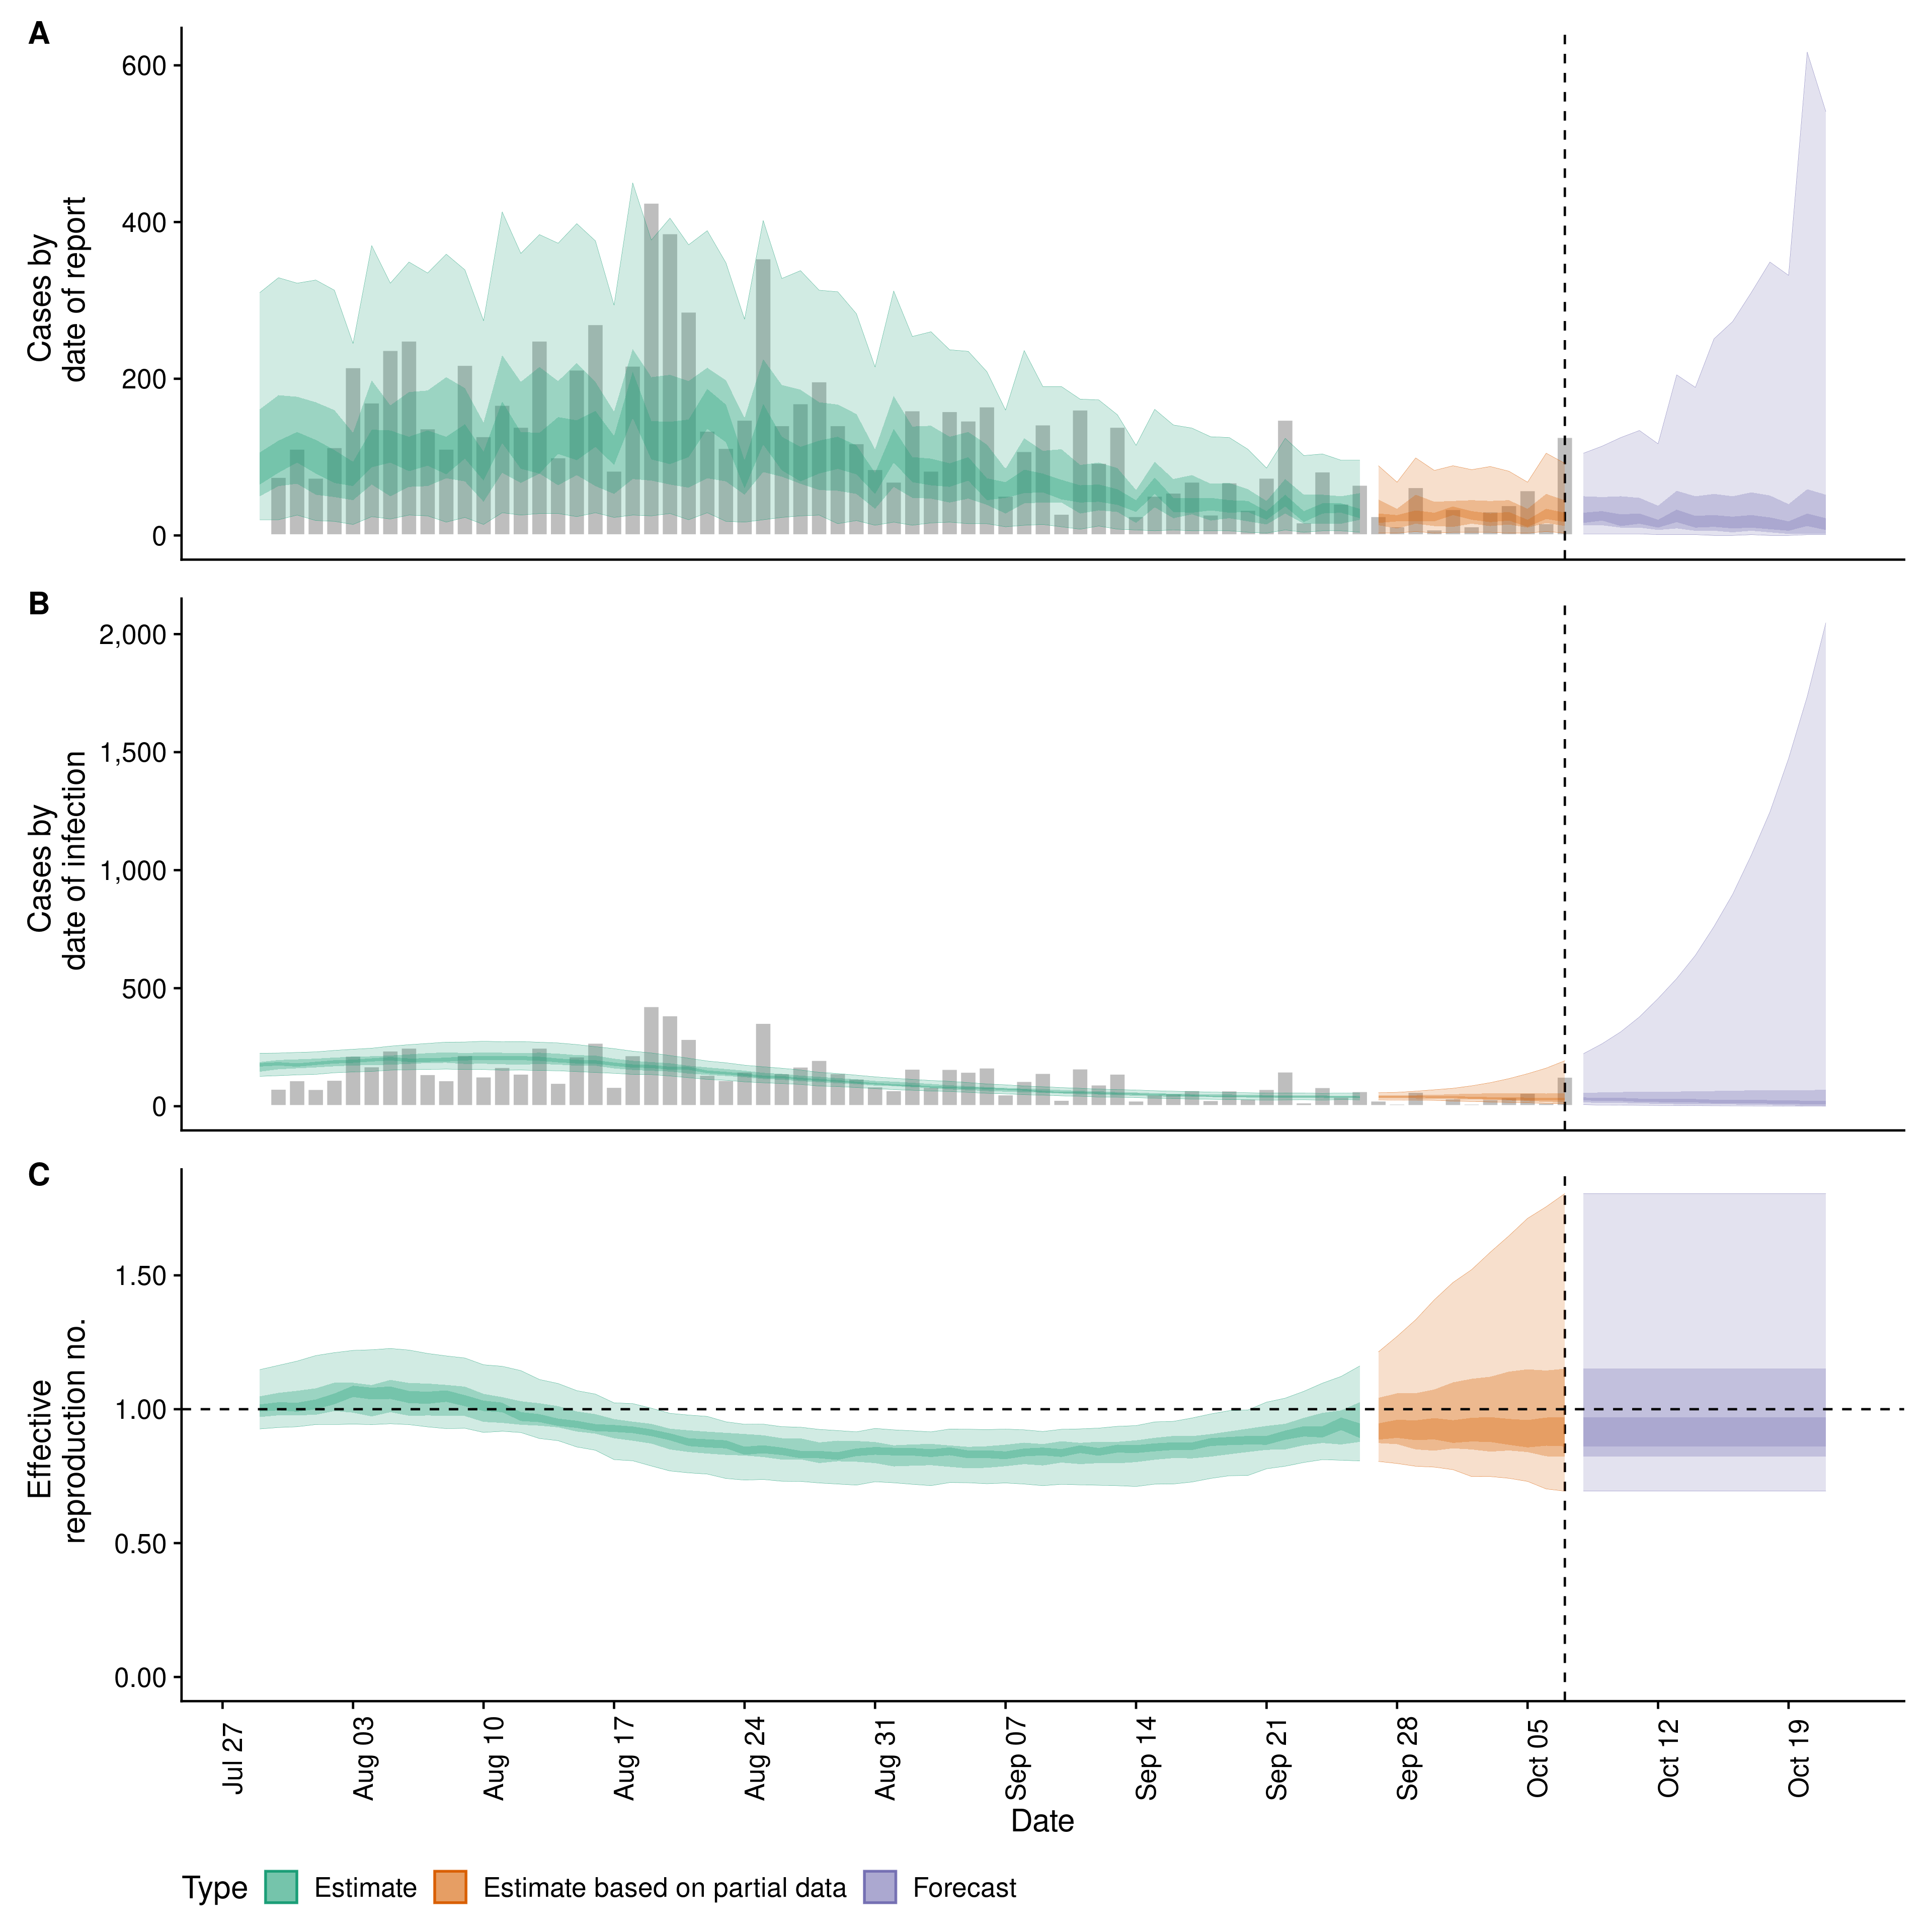 A
600
400
200
0
Cases by
date of report
B
2,000
1,500
1,000
500
0
Cases by
date of infection
C
1.50
1.00
0.50
0.00
Effective
reproduction no.
Jul 27
Aug 03
Aug 10
Aug 17
Aug 24
Aug 31
Sep 07
Sep 14
Sep 21
Sep 28
Oct 05
Oct 12
Oct 19
Date
Type Estimate Estimate based on partial data Forecast